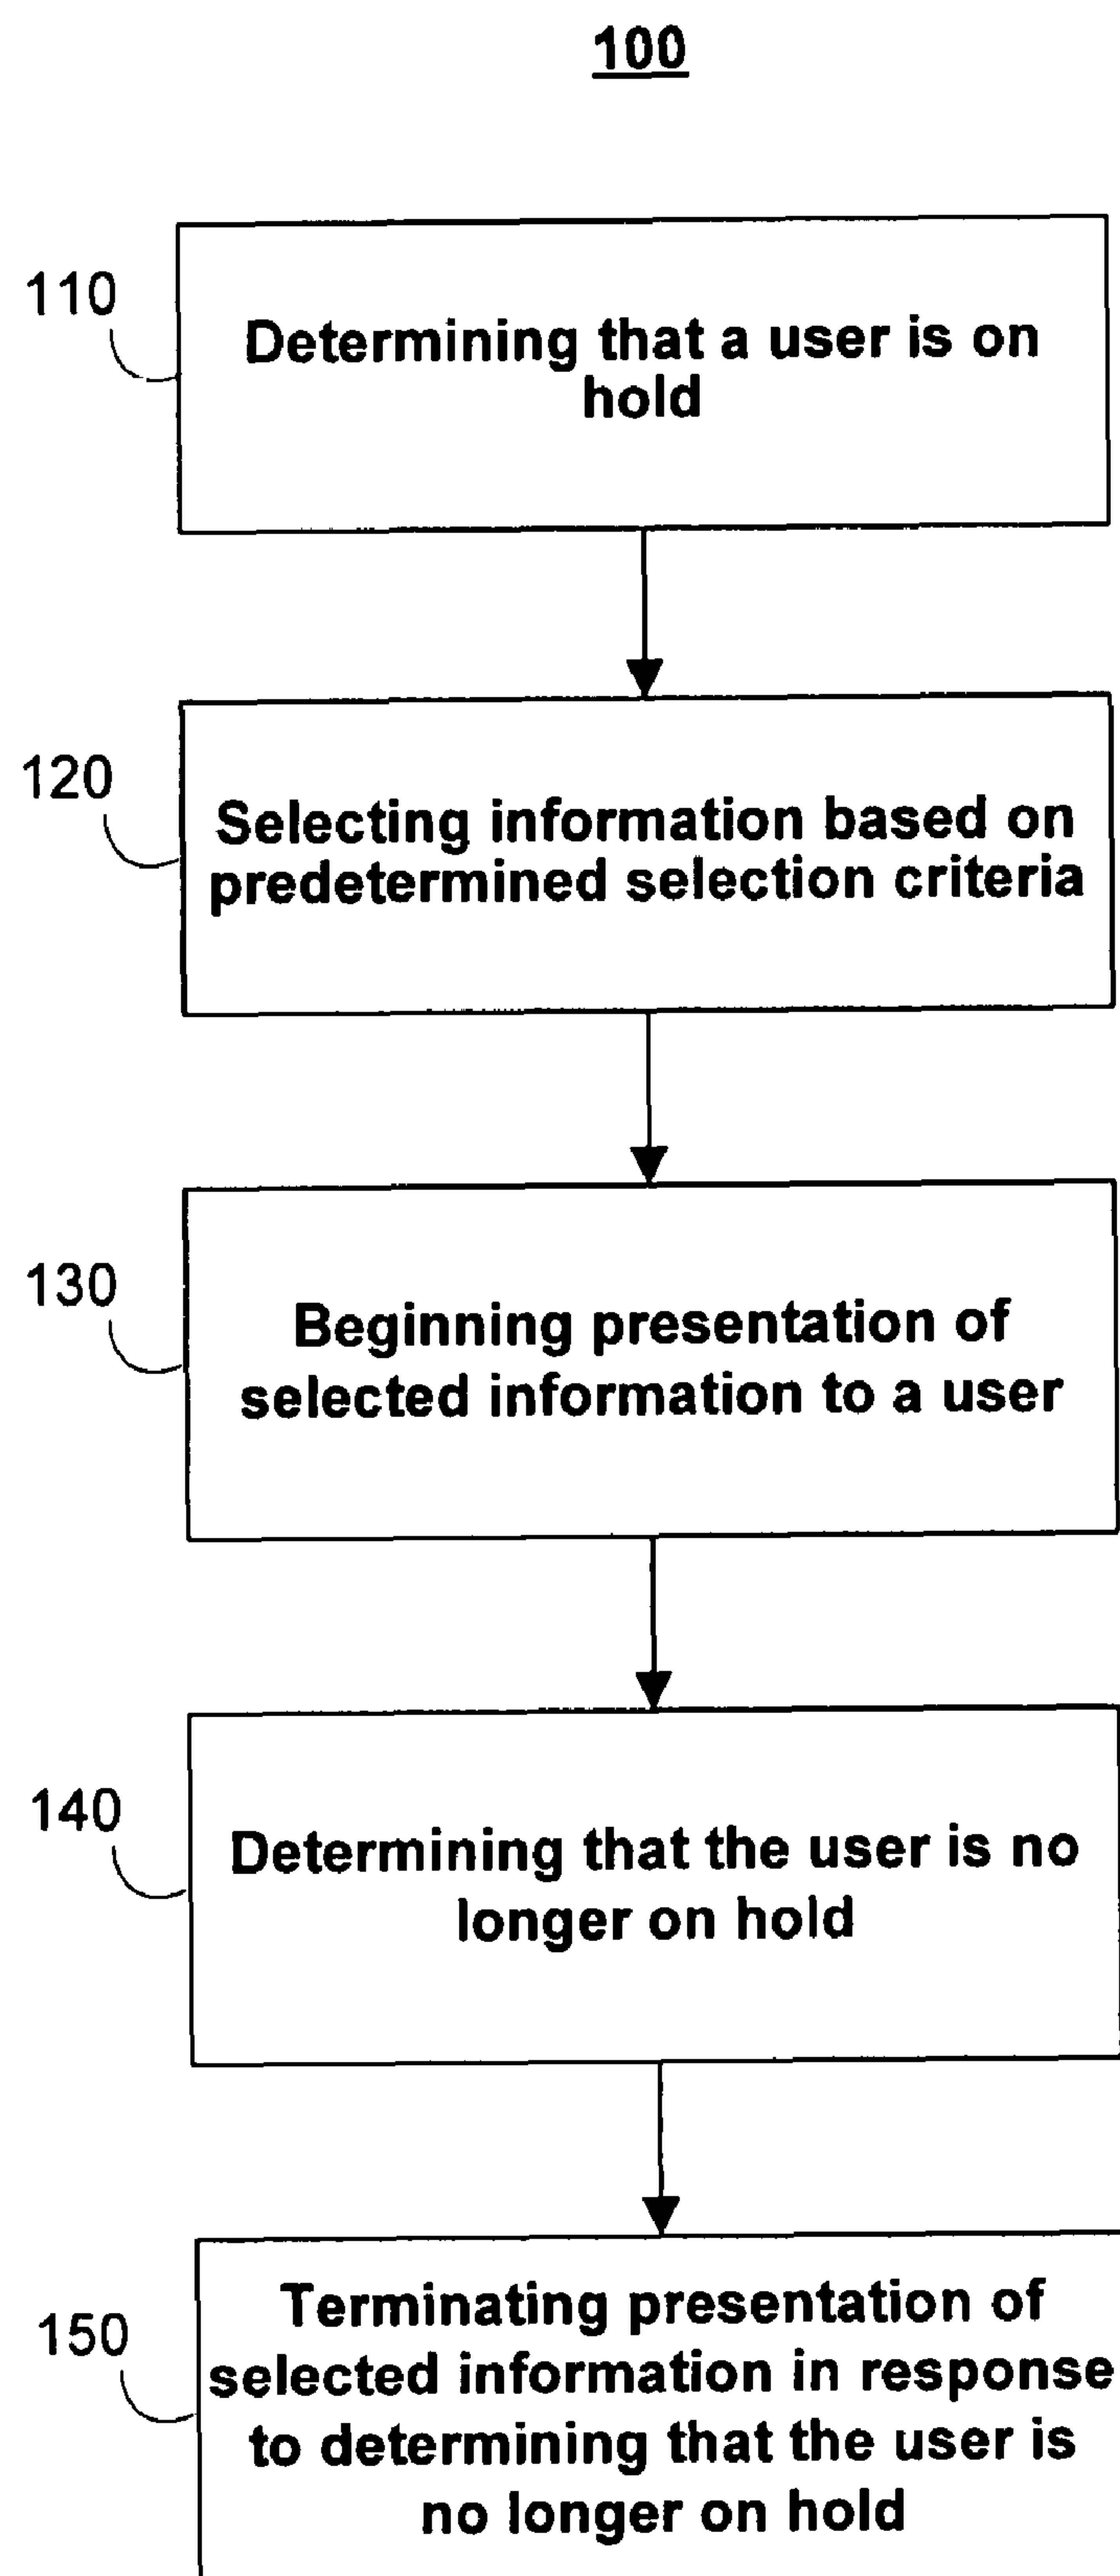 100
110
Determining that a user is on
hold
120
Selecting information based on
predetermined selection criteria
130
Beginning presentation of
selected information to a user
140
Determining that the user is no
longer on hold
150
Terminating presentation of
selected information in response
to determining that the user is
no longer on hold